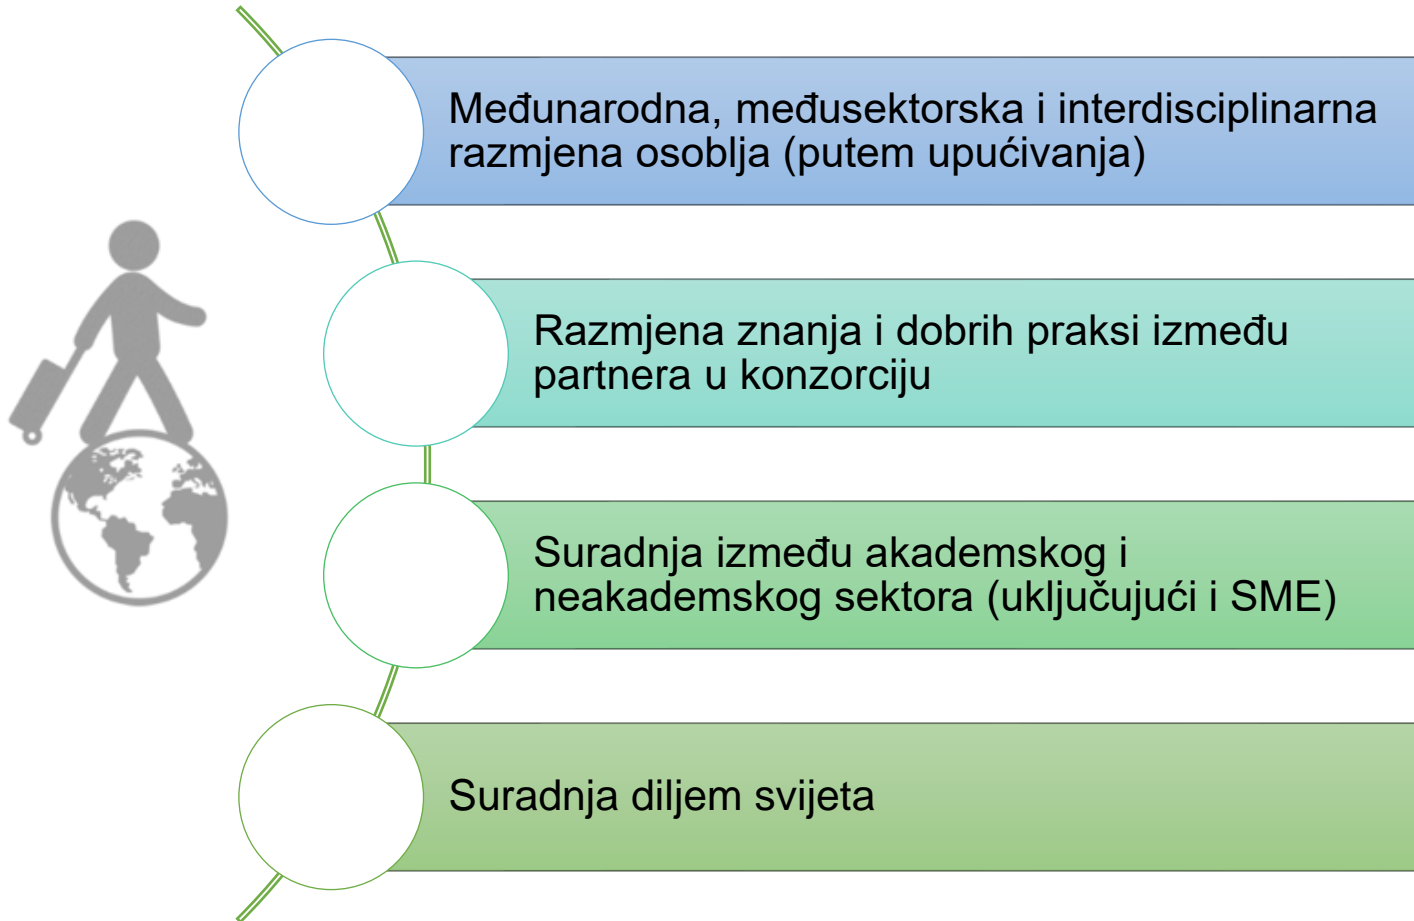 Međunarodna, međusektorska i interdisciplinarna
razmjena osoblja (putem upućivanja)
Razmjena znanja i dobrih praksi između
partnera u konzorciju
Suradnja između akademskog i
neakademskog sektora (uključujući i SME)
Suradnja diljem svijeta